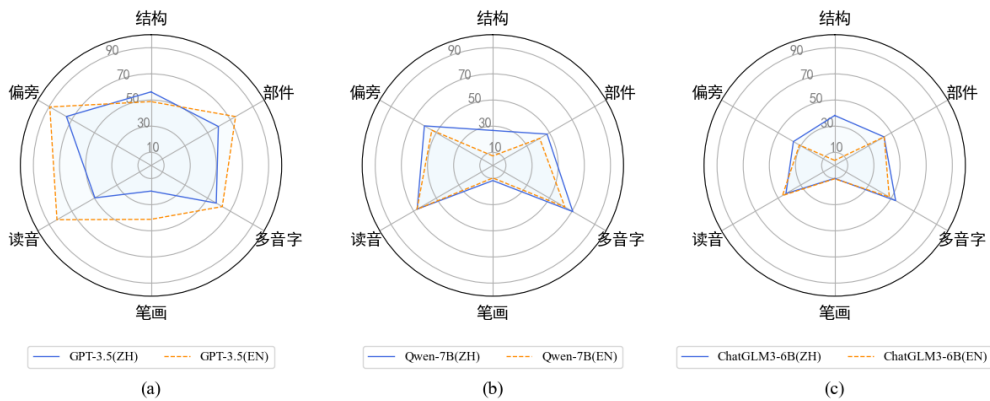 结构
90
70
50
30
10
偏旁
部件
读音
多音字
笔画
GPT-3.5(ZH)
GPT-3.5(EN)
(a)
结构
90
70
50
30
10
偏旁
部件
读音
多音字
笔画
Qwen-7B(ZH)
Qwen-7B(EN)
(b)
结构
90
70
50
30
10
偏旁
部件
读音
多音字
笔画
ChatGLM3-6B(ZH)
ChatGLM3-6B(EN)
(c)